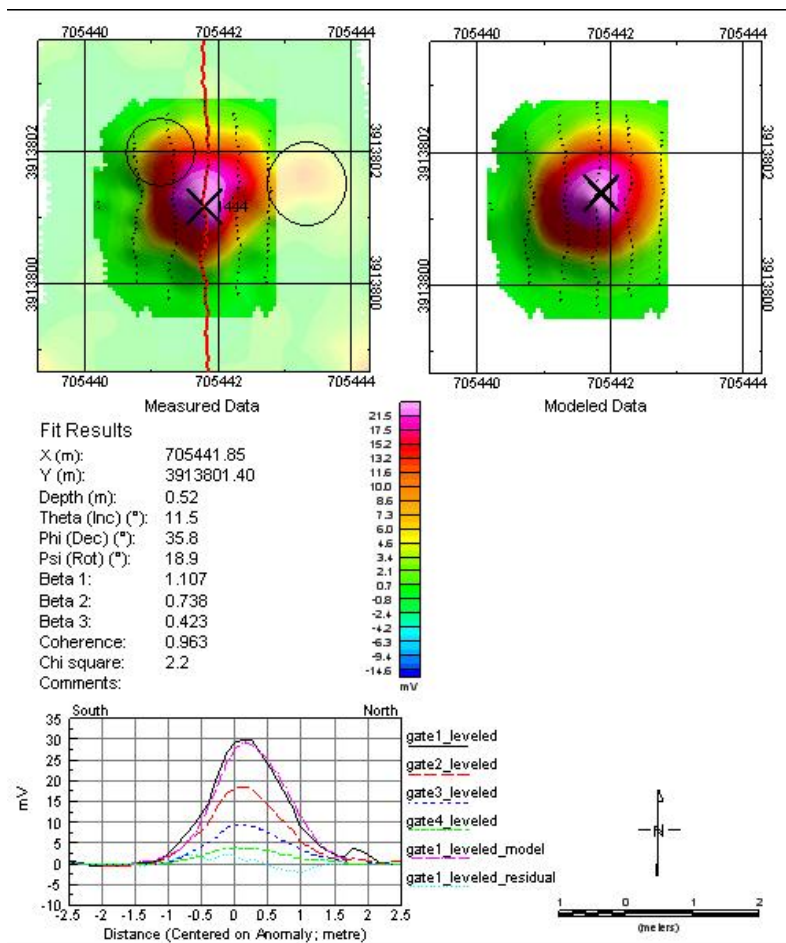 705440 705442 705444
705440 705442 705444
3913802
3913802
3913802
3913802
444
3913800
3913800
3913800
3913800
705440 705442 705444
705440 705442 705444
Measured Data
Modeled Data
Fit Results
X (m): 705441.85
Y (m): 3913801.40
Depth (m): 0.52
Theta (Inc) (°): 11.5
Phi (Dec) (°): 35.8
Psi (Rot) (°): 18.9
Beta 1: 1.107
Beta 2: 0.738
Beta 3: 0.423
Coherence: 0.963
Chi square: 2.2
Comments:
21.5
17.5
15.2
13.2
11.6
10.0
8.6
7.3
6.0
4.6
3.4
2.1
0.7
-0.8
-2.4
-4.2
-6.3
-9.4
-14.6
mV
South North
35
30
25
20
15
10
5
0
-5
-10
mV
-2.5 -2.0 -1.5 -1.0 -0.5 0 0.5 1.0 1.5 2.0 2.5
Distance (Centered on Anomaly; metre)
gate1_leveled
gate2_leveled
gate3_leveled
gate4_leveled
gate1_leveled_model
gate1_leveled_residual
N
1 0 1 2
(meters)